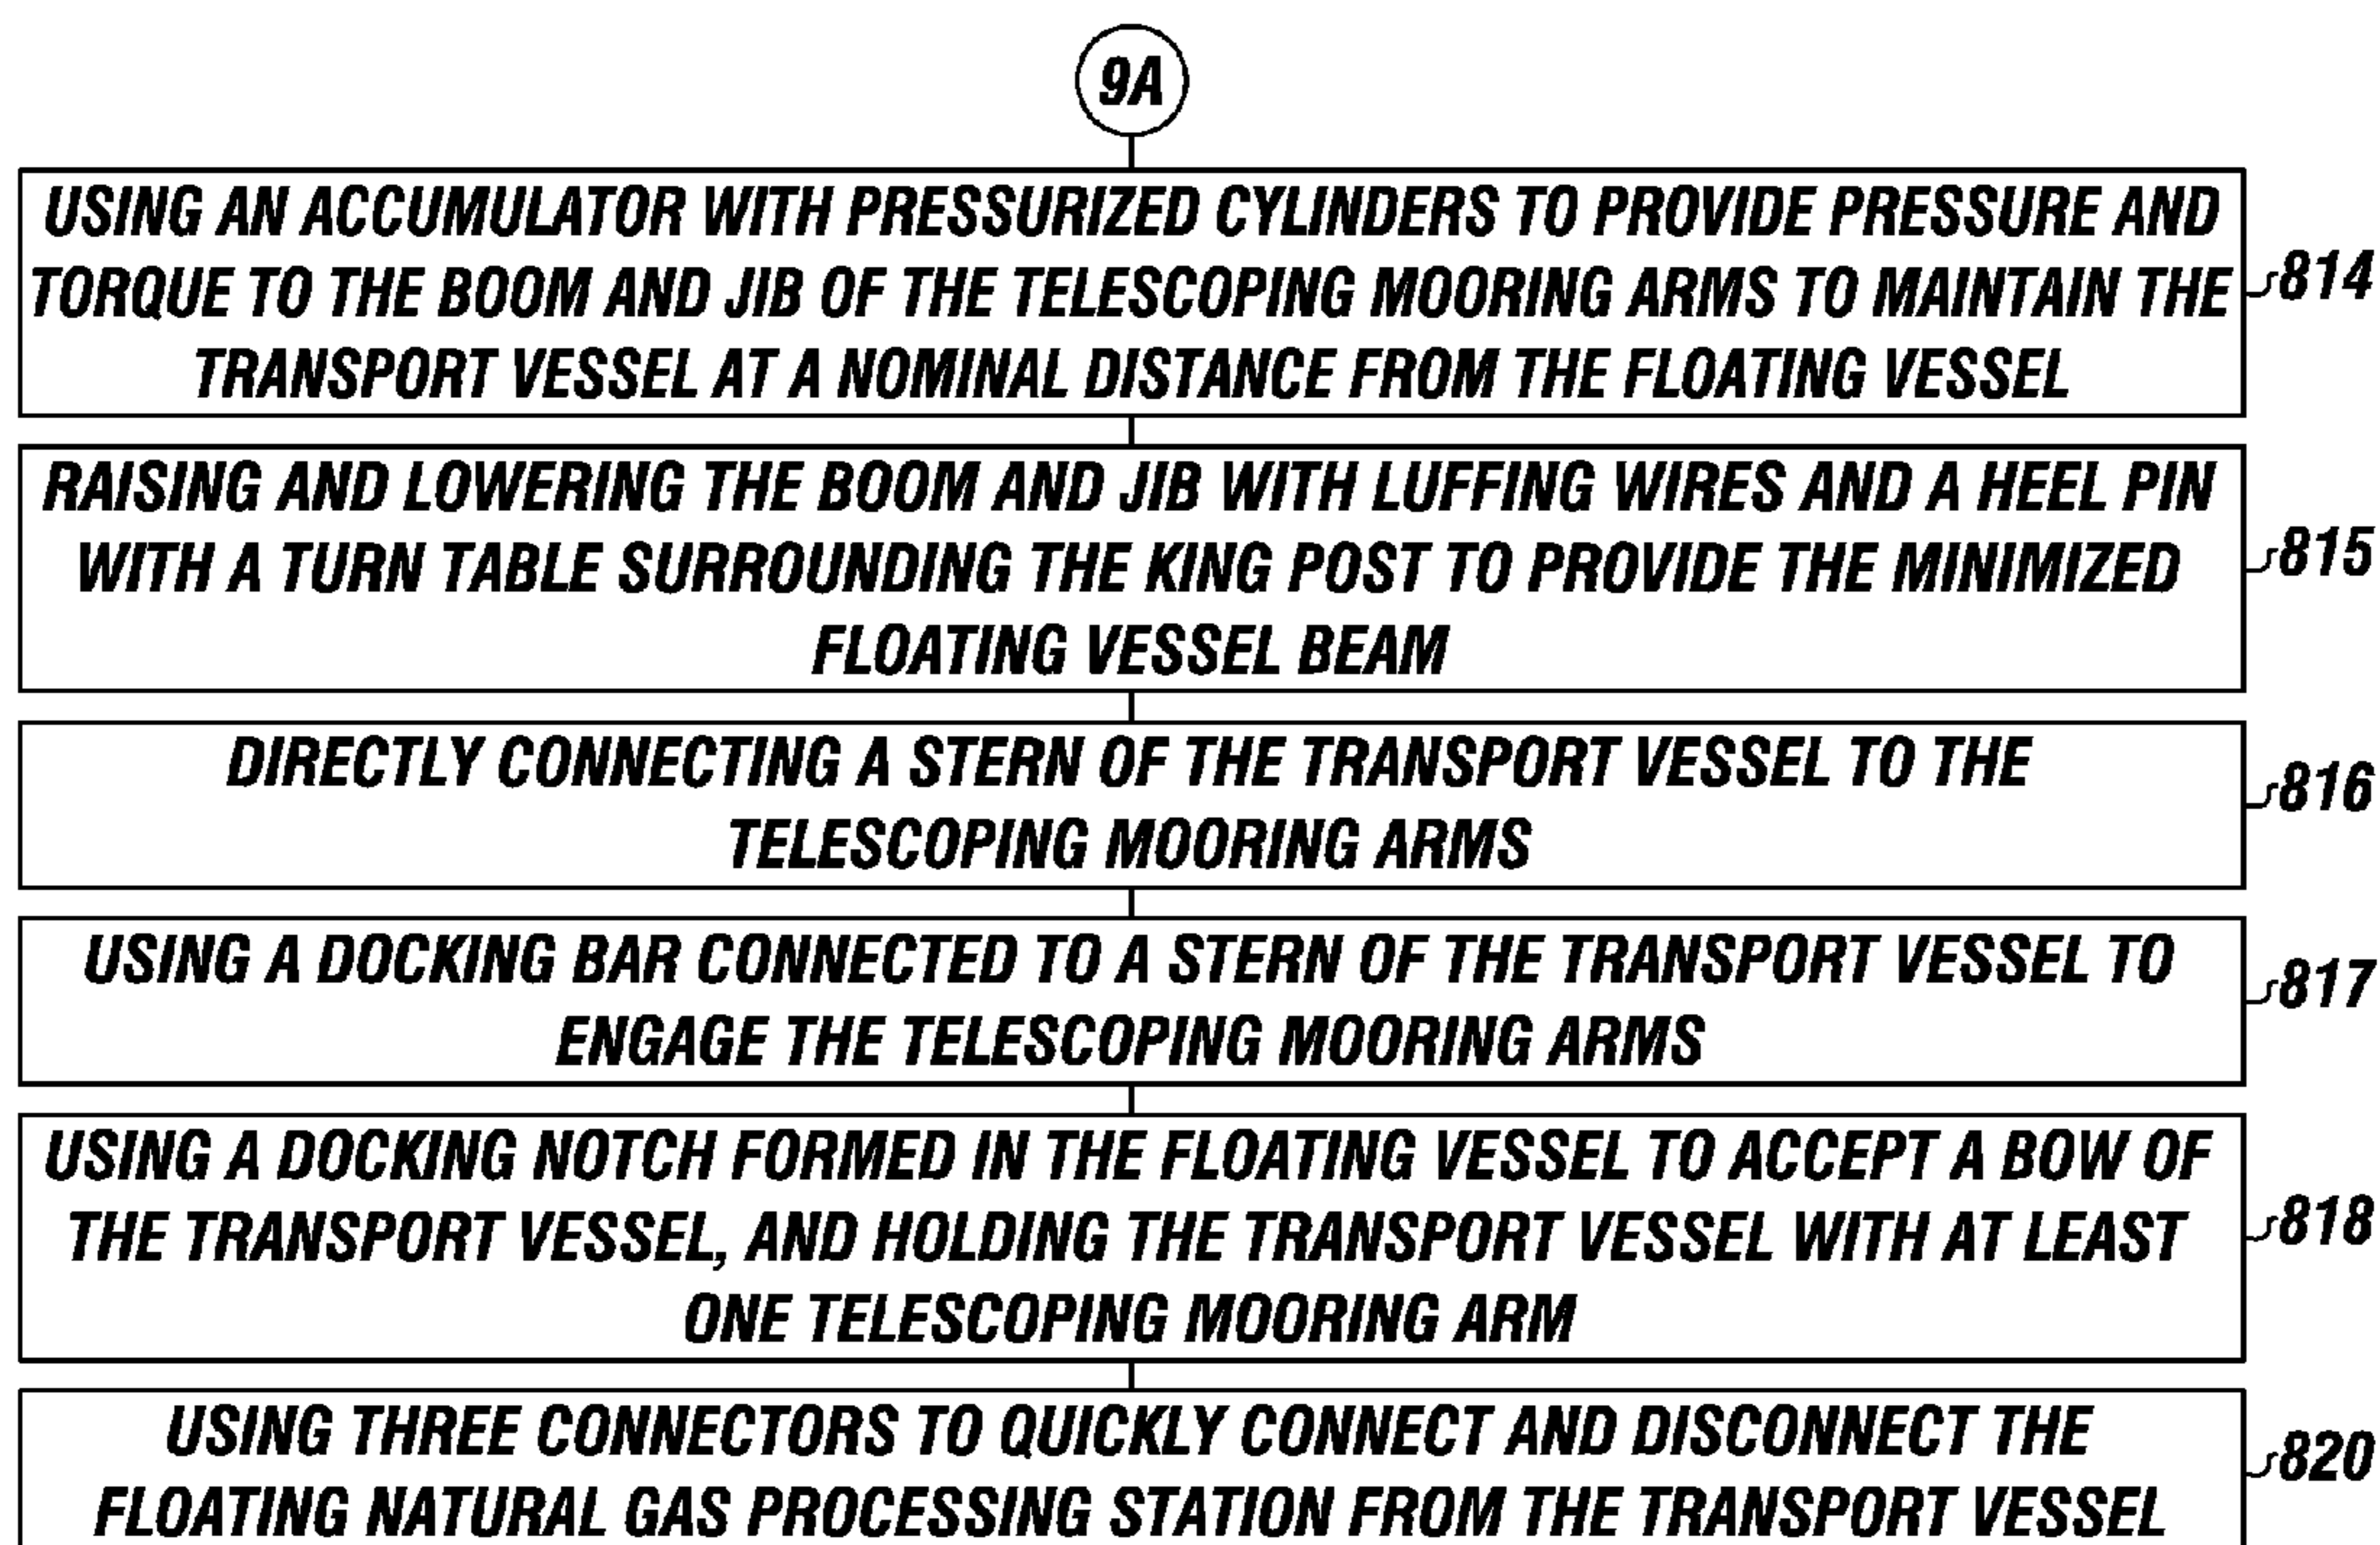 9A
USING AN ACCUMULATOR WITH PRESSURIZED CYLINDERS TO PROVIDE PRESSURE AND
TORQUE TO THE BOOM AND JIB OF THE TELESCOPING MOORING ARMS TO MAINTAIN THE
TRANSPORT VESSEL AT A NOMINAL DISTANCE FROM THE FLOATING VESSEL
814
RAISING AND LOWERING THE BOOM AND JIB WITH LUFFING WIRES AND A HEEL PIN
WITH A TURN TABLE SURROUNDING THE KING POST TO PROVIDE THE MINIMIZED
FLOATING VESSEL BEAM
815
DIRECTLY CONNECTING A STERN OF THE TRANSPORT VESSEL TO THE
TELESCOPING MOORING ARMS
816
USING A DOCKING BAR CONNECTED TO A STERN OF THE TRANSPORT VESSEL TO
ENGAGE THE TELESCOPING MOORING ARMS
817
USING A DOCKING NOTCH FORMED IN THE FLOATING VESSEL TO ACCEPT A BOW OF
THE TRANSPORT VESSEL, AND HOLDING THE TRANSPORT VESSEL WITH AT LEAST
ONE TELESCOPING MOORING ARM
818
USING THREE CONNECTORS TO QUICKLY CONNECT AND DISCONNECT THE
FLOATING NATURAL GAS PROCESSING STATION FROM THE TRANSPORT VESSEL
820